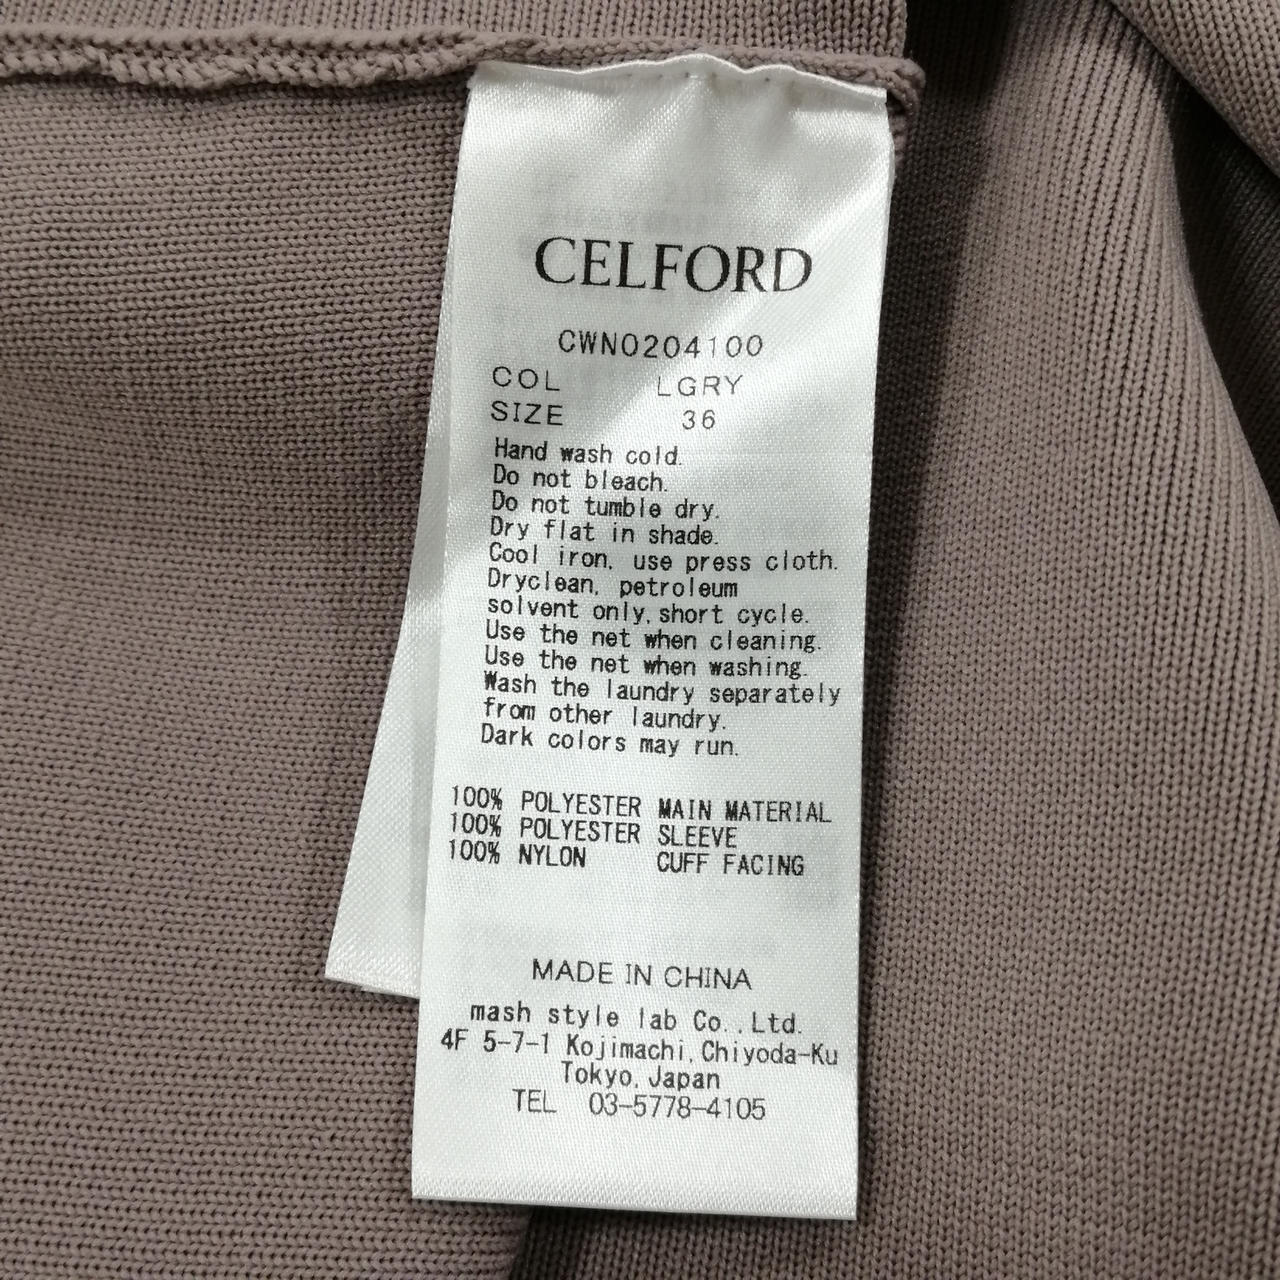 CELFORD
CWN0204100
COL LGRY
SIZE 36
Hand wash cold.
Do not bleach.
Do not tumble dry.
Dry flat in shade.
Cool iron, use press cloth.
Dryclean, petroleum
solvent only, short cycle.
Use the net when cleaning.
Use the net when washing.
Wash the laundry separately
from other laundry.
Dark colors may run.
100% POLYESTER MAIN MATERIAL
100% POLYESTER SLEEVE
100% NYLON CUFF FACING
MADE IN CHINA
mash style lab Co.,Ltd.
4F 5-7-1 Kojimachi, Chiyoda-Ku
Tokyo, Japan
TEL 03-5778-4105